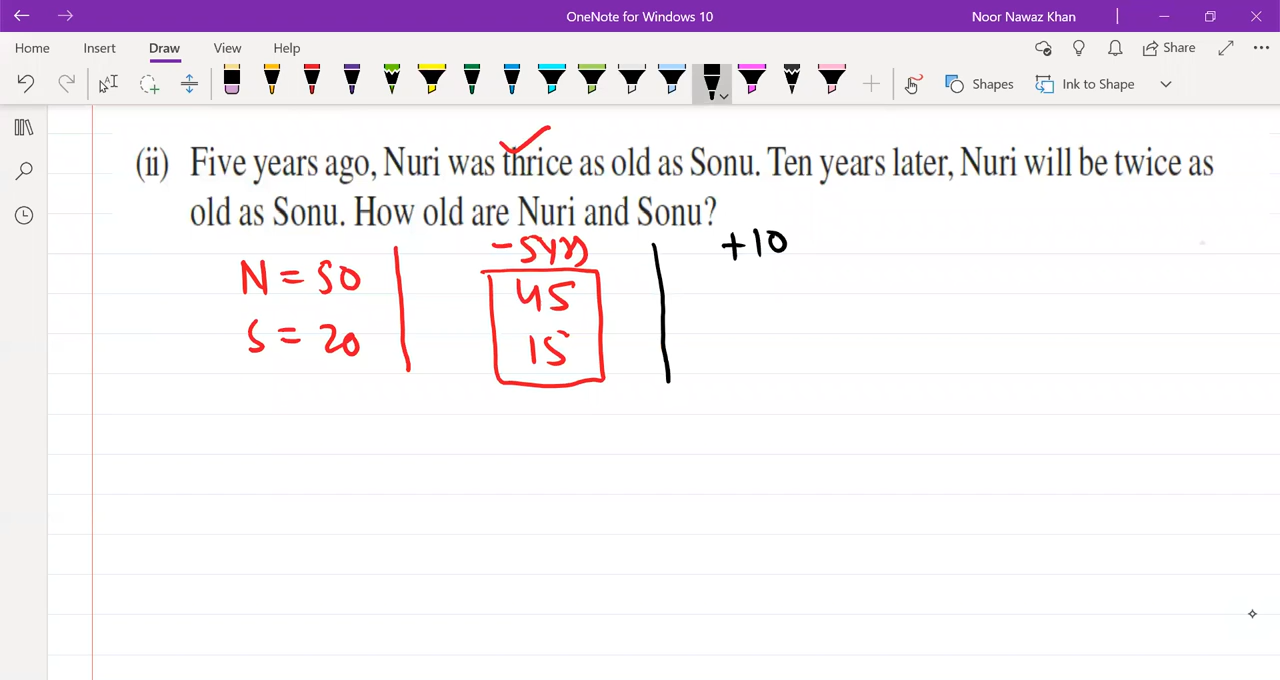 OneNote for Windows 10
Noor Nawaz Khan
Home Insert Draw View Help
Share
Shapes
Ink to Shape
(ii) Five years ago, Nuri was thrice as old as Sonu. Ten years later, Nuri will be twice as
old as Sonu. How old are Nuri and Sonu?
-5yrs
+10
N = 50
45
S = 20
15